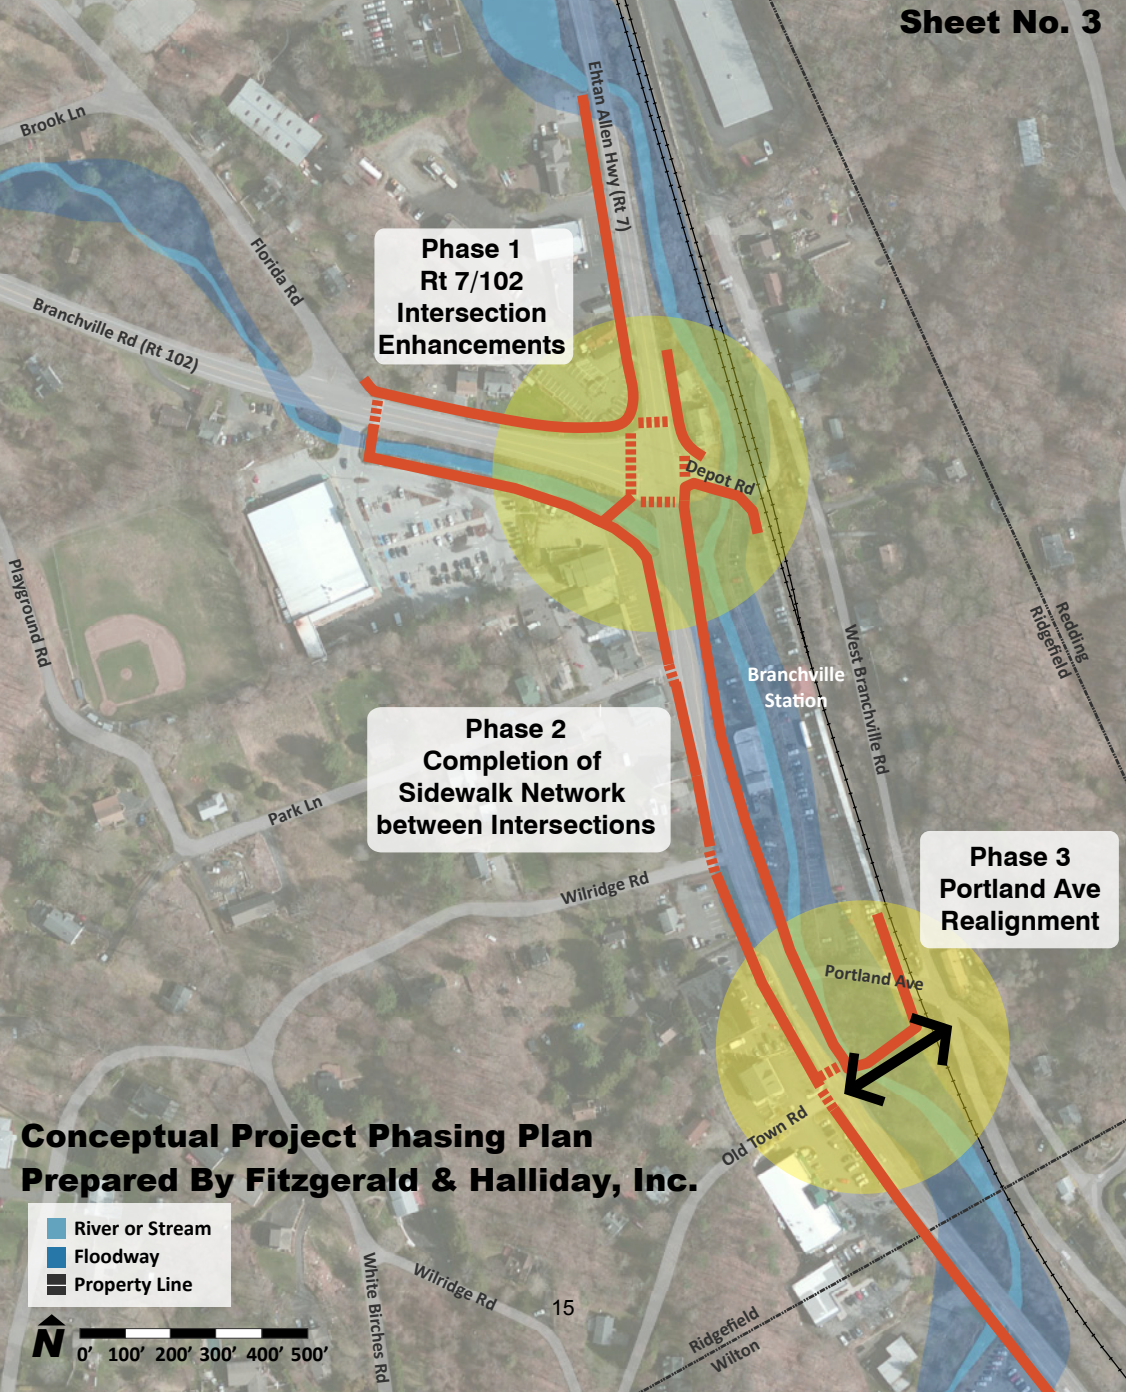 Sheet No. 3
Ehtan Allen Hwy (Rt 7)
Brook Ln
Florida Rd
Phase 1
Rt 7/102
Intersection
Enhancements
Branchville Rd (Rt 102)
Depot Rd
Playground Rd
Redding
Ridgefield
West Branchville Rd
Branchville
Station
Phase 2
Completion of
Sidewalk Network
between Intersections
Park Ln
Wilridge Rd
Phase 3
Portland Ave
Realignment
Portland Ave
Old Town Rd
Conceptual Project Phasing Plan
Prepared By Fitzgerald & Halliday, Inc.
River or Stream
Floodway
Property Line
White Birches Rd
Wilridge Rd
15
Ridgefield
Wilton
N
0' 100' 200' 300' 400' 500'